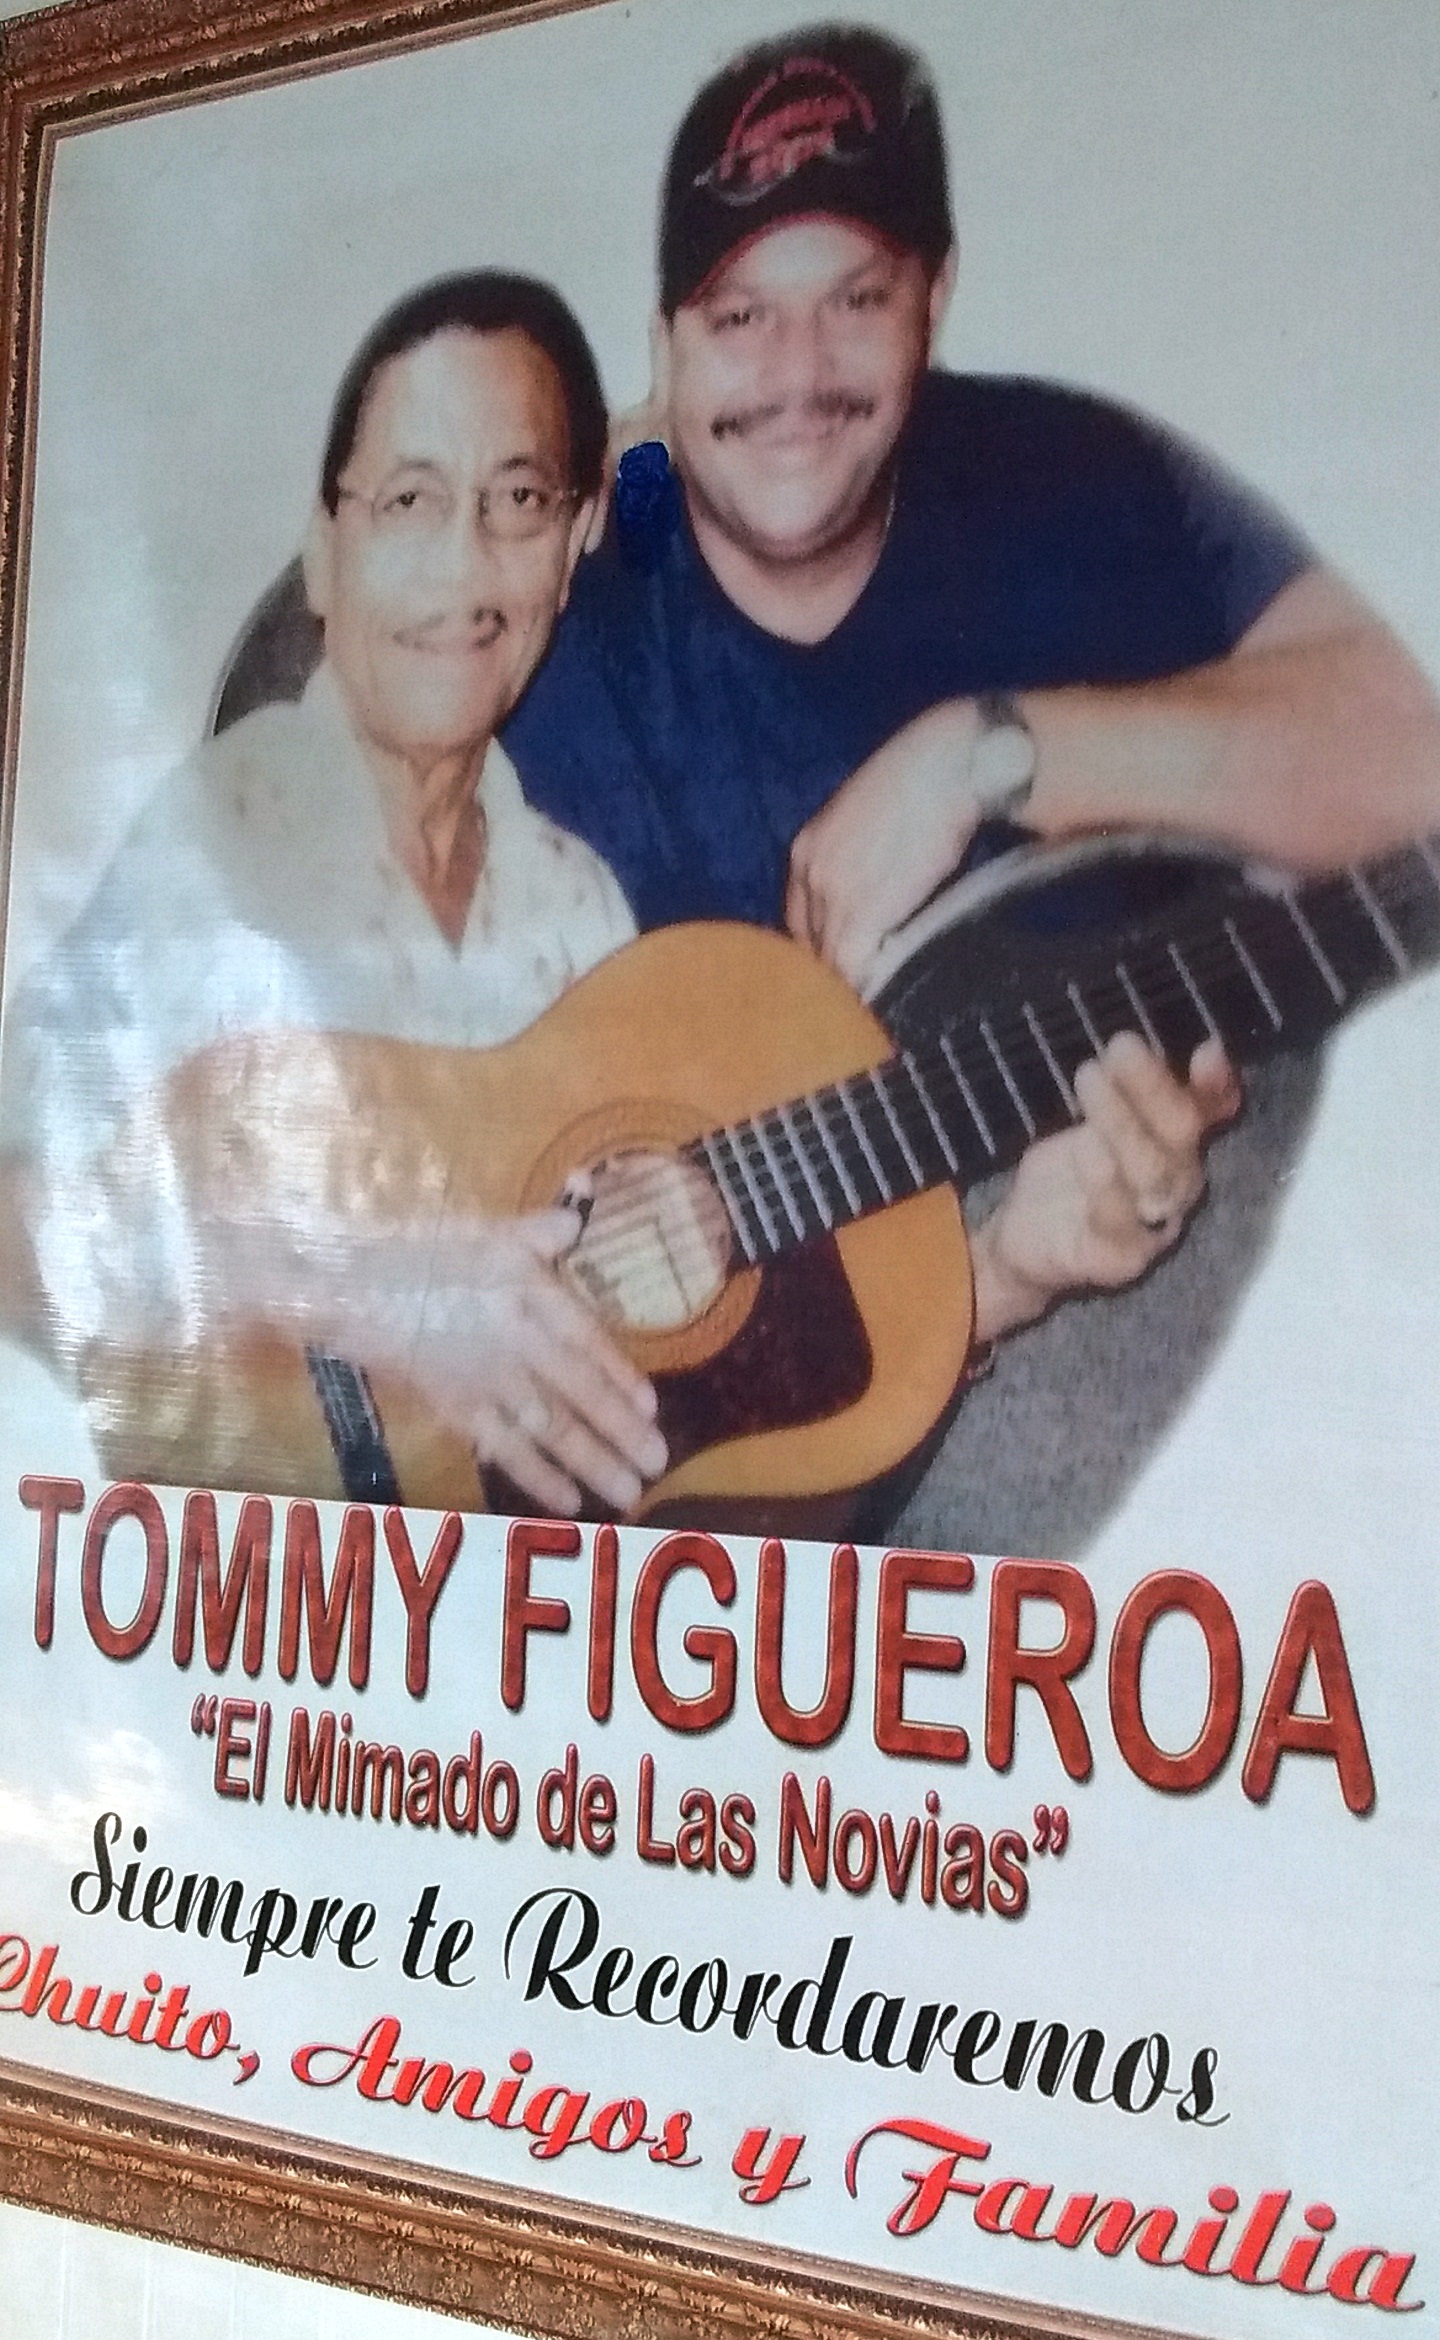 TOMMY FIGUEROA
“El Mimado de Las Novias”
Siempre te Recordaremos
Chuito, Amigos y Familia